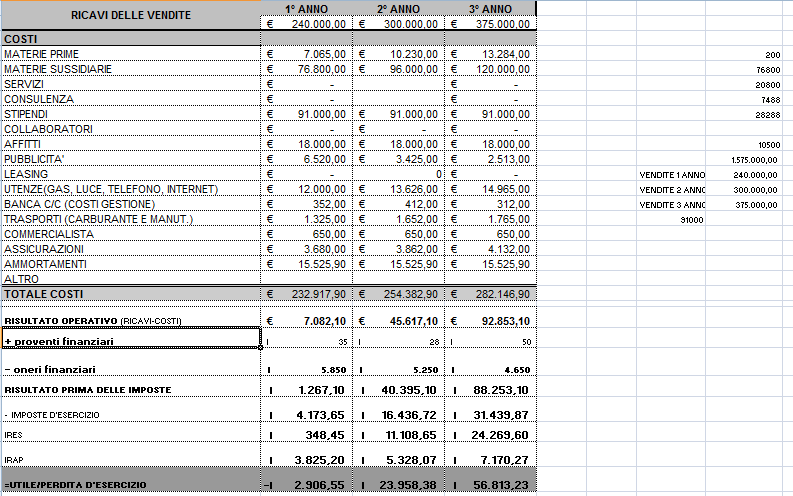 1° ANNO 2° ANNO 3° ANNO
RICAVI DELLE VENDITE
€ 240.000,00 € 300.000,00 € 375.000,00
COSTI
MATERIE PRIME € 7.065,00 € 10.230,00 € 13.284,00 200
MATERIE SUSSIDIARIE € 76.800,00 € 96.000,00 € 120.000,00 76800
SERVIZI € - € - 20800
CONSULENZA € - € - 7488
STIPENDI € 91.000,00 € 91.000,00 € 91.000,00 28288
COLLABORATORI € - € - € -
AFFITTI € 18.000,00 € 18.000,00 € 18.000,00 10500
PUBBLICITA' € 6.520,00 € 3.425,00 € 2.513,00 1.575.000,00
LEASING € - 0 € - VENDITE 1 ANNO 240.000,00
UTENZE(GAS, LUCE, TELEFONO, INTERNET) € 12.000,00 € 13.626,00 € 14.965,00 VENDITE 2 ANNO 300.000,00
BANCA C/C (COSTI GESTIONE) € 352,00 € 412,00 € 312,00 VENDITE 3 ANNO 375.000,00
TRASPORTI (CARBURANTE E MANUT.) € 1.325,00 € 1.652,00 € 1.765,00 91000
COMMERCIALISTA € 650,00 € 650,00 € 650,00
ASSICURAZIONI € 3.680,00 € 3.862,00 € 4.132,00
AMMORTAMENTI € 15.525,90 € 15.525,90 € 15.525,90
ALTRO
TOTALE COSTI € 232.917,90 € 254.382,90 € 282.146,90
RISULTATO OPERATIVO (RICAVI-COSTI) € 7.082,10 € 45.617,10 € 92.853,10
+ proventi finanziari I 35 I 28 I 50
- oneri finanziari I 5.850 I 5.250 I 4.650
RISULTATO PRIMA DELLE IMPOSTE I 1.267,10 I 40.395,10 I 88.253,10
- IMPOSTE D'ESERCIZIO I 4.173,65 I 16.436,72 I 31.439,87
IRES I 348,45 I 11.108,65 I 24.269,60
IRAP I 3.825,20 I 5.328,07 I 7.170,27
=UTILE/PERDITA D'ESERCIZIO -I 2.906,55 I 23.958,38 I 56.813,23